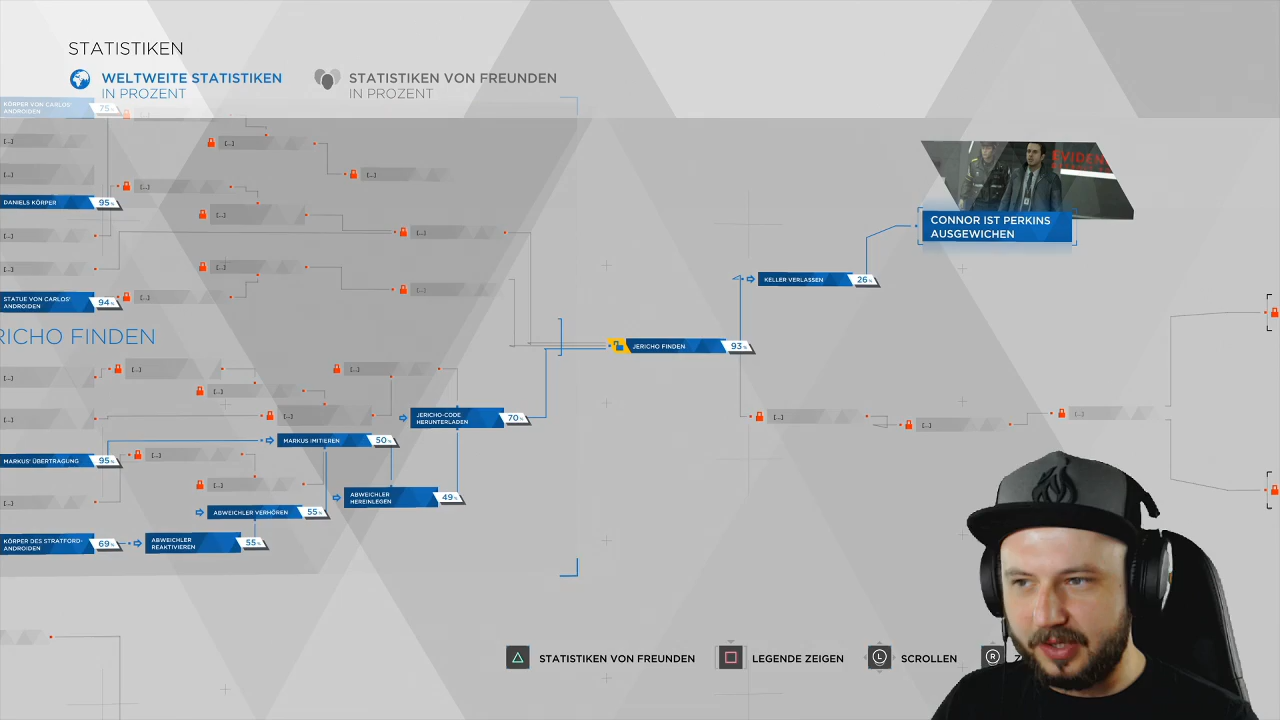 STATISTIKEN
WELTWEITE STATISTIKEN
IN PROZENT
STATISTIKEN VON FREUNDEN
IN PROZENT
KÖRPER VON CARLOS'
ANDROIDEN
75%
[...]
[...]
[...]
[...]
[...]
[...]
EVIDEN
DANIELS KÖRPER
95%
[...]
CONNOR IST PERKINS
AUSGEWICHEN
[...]
[...]
[...]
[...]
KELLER VERLASSEN
26%
[...]
STATUE VON CARLOS'
ANDROIDEN
94%
[...]
RICHO FINDEN
JERICHO FINDEN
93%
[...]
[...]
[...]
[...]
[...]
[...]
JERICHO-CODE
HERUNTERLADEN
70%
[...]
[...]
[...]
MARKUS IMITIEREN
50%
MARKUS' ÜBERTRAGUNG
95%
[...]
[...]
[...]
ABWEICHLER
HEREINLEGEN
49%
ABWEICHLER VERHÖREN
55%
KÖRPER DES STRATFORD-
ANDROIDEN
69%
ABWEICHLER
REAKTIVIEREN
55%
STATISTIKEN VON FREUNDEN
LEGENDE ZEIGEN
L
SCROLLEN
R
Z